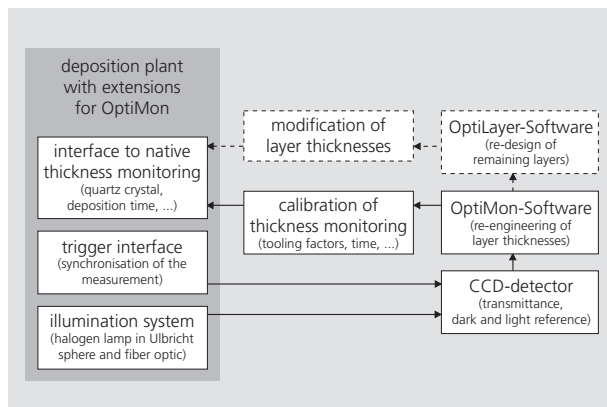 deposition plant
with extensions
for OptiMon
interface to native
thickness monitoring
(quartz crystal,
deposition time, ...)
trigger interface
(synchronisation of the
measurement)
illumination system
(halogen lamp in Ulbricht
sphere and fiber optic)
modification of
layer thicknesses
calibration of
thickness monitoring
(tooling factors, time, ...)
OptiLayer-Software
(re-design of
remaining layers)
OptiMon-Software
(re-engineering of
layer thicknesses)
CCD-detector
(transmittance,
dark and light reference)